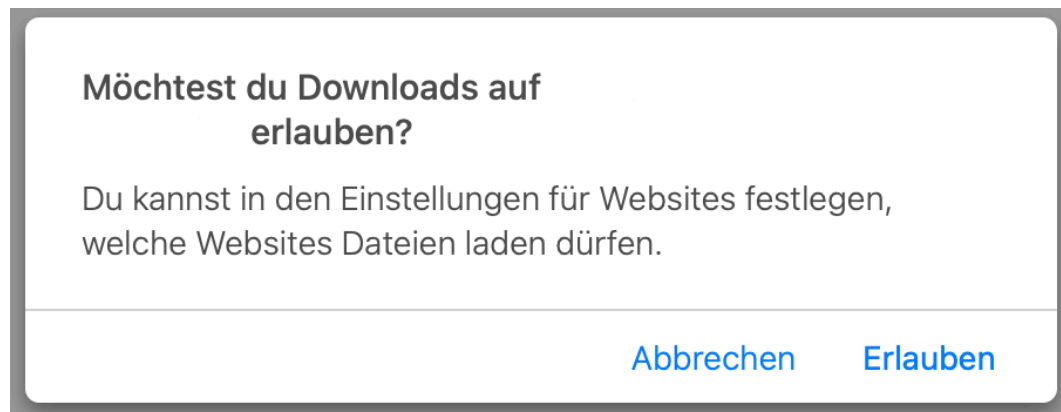 Möchtest du Downloads auf
erlauben?
Du kannst in den Einstellungen für Websites festlegen,
welche Websites Dateien laden dürfen.
Abbrechen
Erlauben